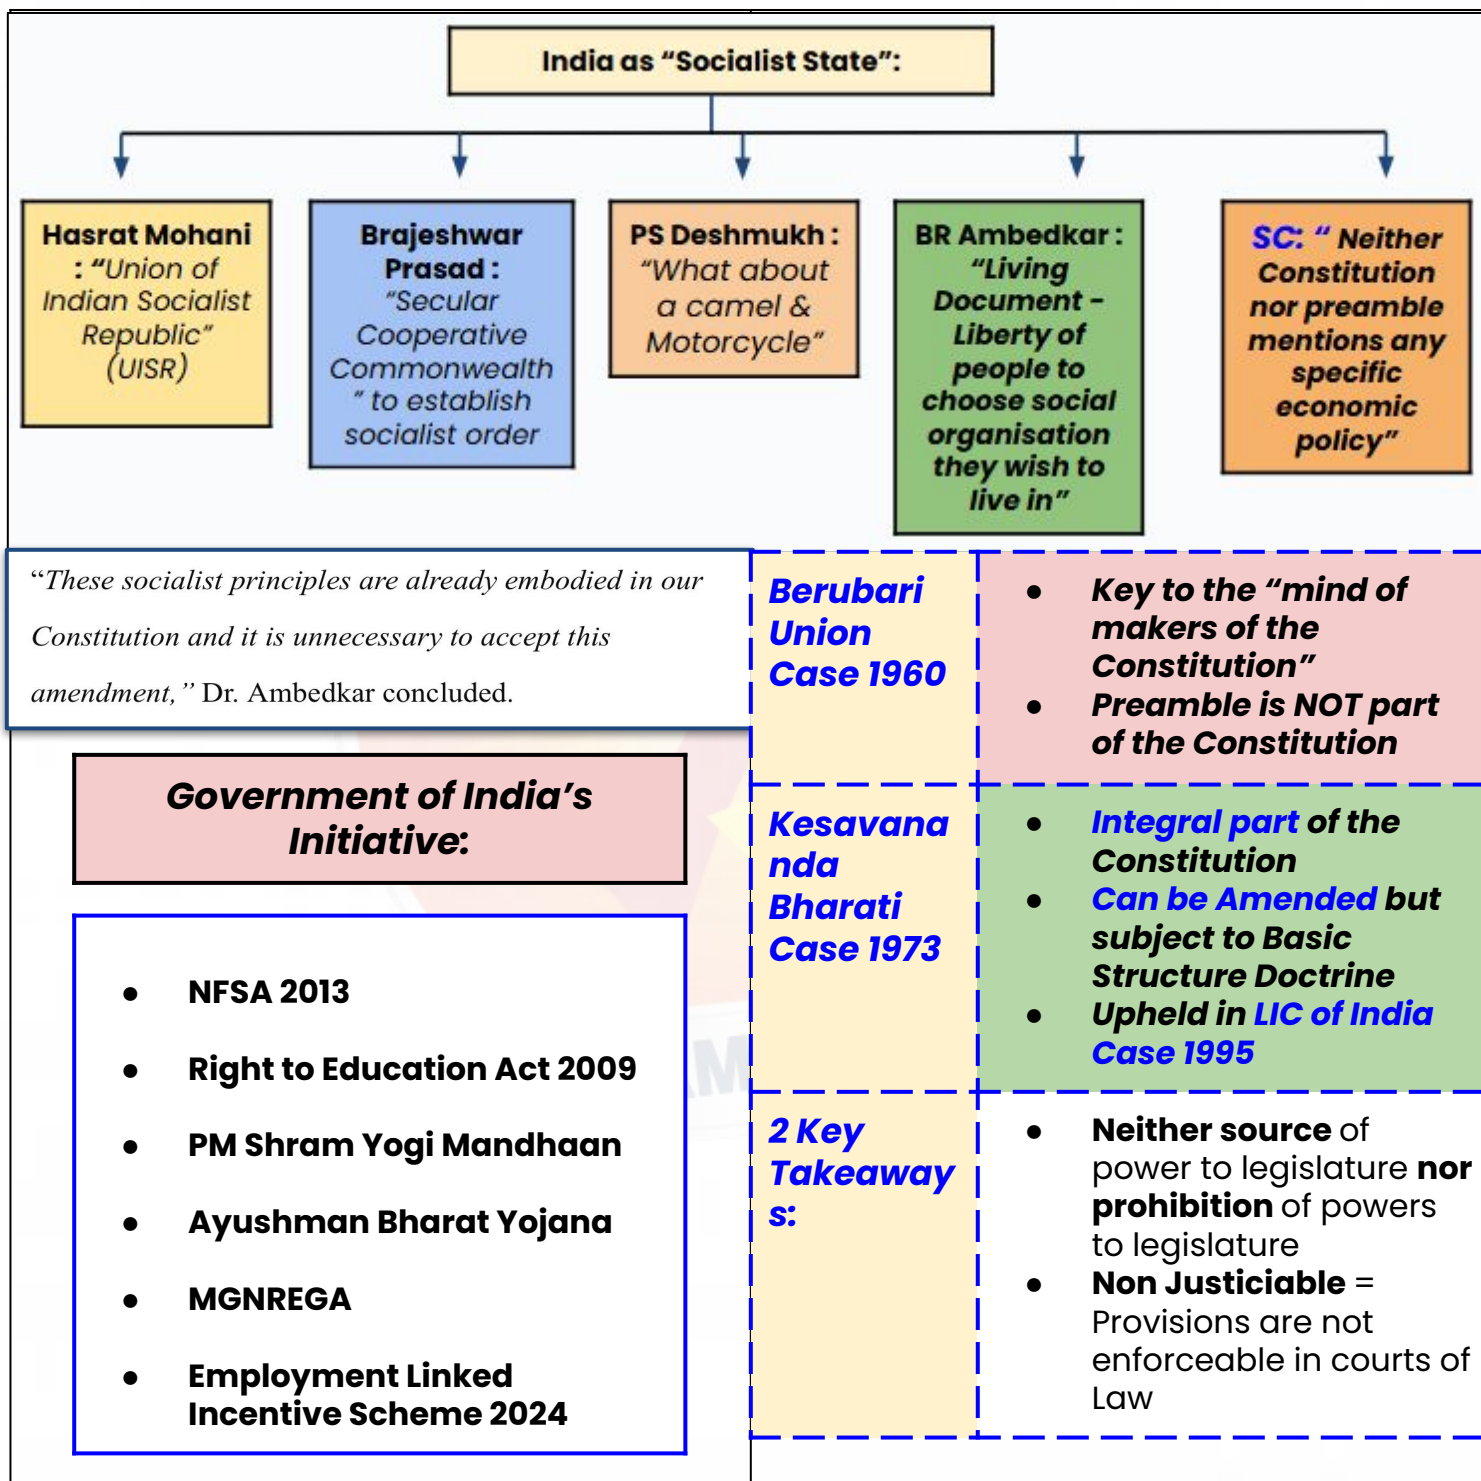 India as “Socialist State”:
Hasrat Mohani
: “Union of
Indian Socialist
Republic”
(UISR)
Brajeshwar
Prasad :
“Secular
Cooperative
Commonwealth
” to establish
socialist order
PS Deshmukh :
“What about
a camel &
Motorcycle”
BR Ambedkar :
“Living
Document -
Liberty of
people to
choose social
organisation
they wish to
live in”
SC: “ Neither
Constitution
nor preamble
mentions any
specific
economic
policy”
“These socialist principles are already embodied in our
Constitution and it is unnecessary to accept this
amendment,” Dr. Ambedkar concluded.
Government of India’s
Initiative:
● NFSA 2013
● Right to Education Act 2009
● PM Shram Yogi Mandhaan
● Ayushman Bharat Yojana
● MGNREGA
● Employment Linked
Incentive Scheme 2024
Berubari
Union
Case 1960
● Key to the “mind of
makers of the
Constitution”
● Preamble is NOT part
of the Constitution
Kesavana
nda
Bharati
Case 1973
● Integral part of the
Constitution
● Can be Amended but
subject to Basic
Structure Doctrine
● Upheld in LIC of India
Case 1995
2 Key
Takeaway
s:
● Neither source of
power to legislature nor
prohibition of powers
to legislature
● Non Justiciable =
Provisions are not
enforceable in courts of
Law